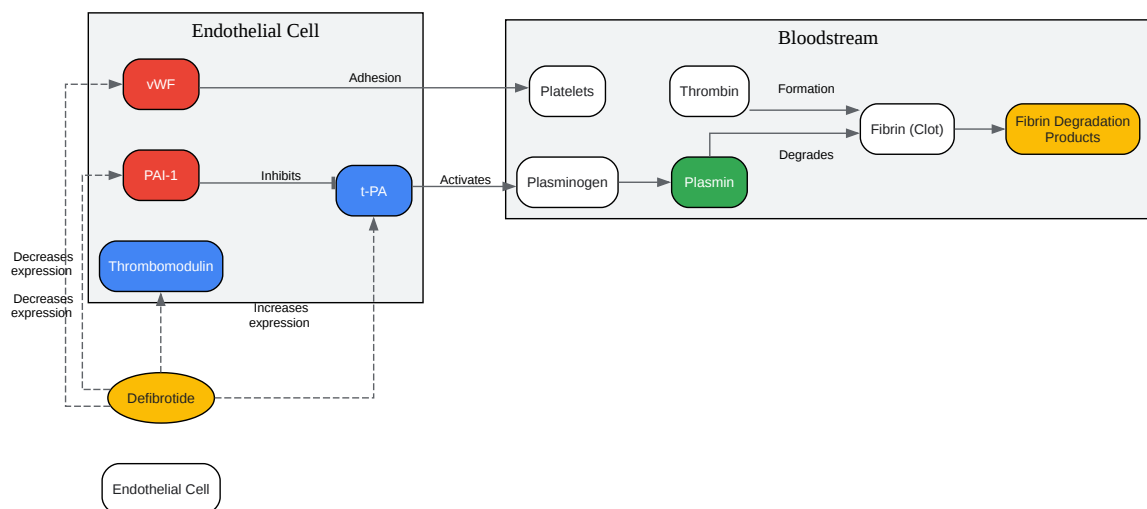 Endothelial Cell
Bloodstream
vWF
Adhesion
Platelets
Thrombin
Formation
Fibrin (Clot)
Fibrin Degradation
Products
Degrades
PAI-1
Inhibits
t-PA
Activates
Plasminogen
Plasmin
Thrombomodulin
Decreases
expression
Decreases
expression
Increases
expression
Defibrotide
Endothelial Cell